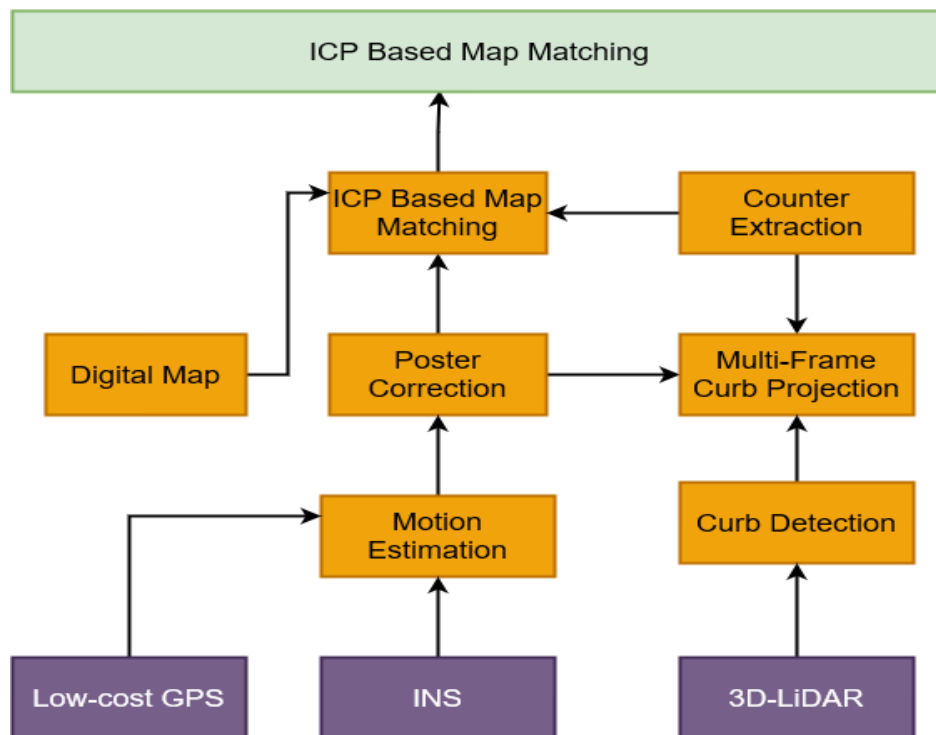 ICP Based Map Matching
ICP Based Map
Matching
Counter
Extraction
Digital Map
Poster
Correction
Multi-Frame
Curb Projection
Motion
Estimation
Curb Detection
Low-cost GPS
INS
3D-LiDAR